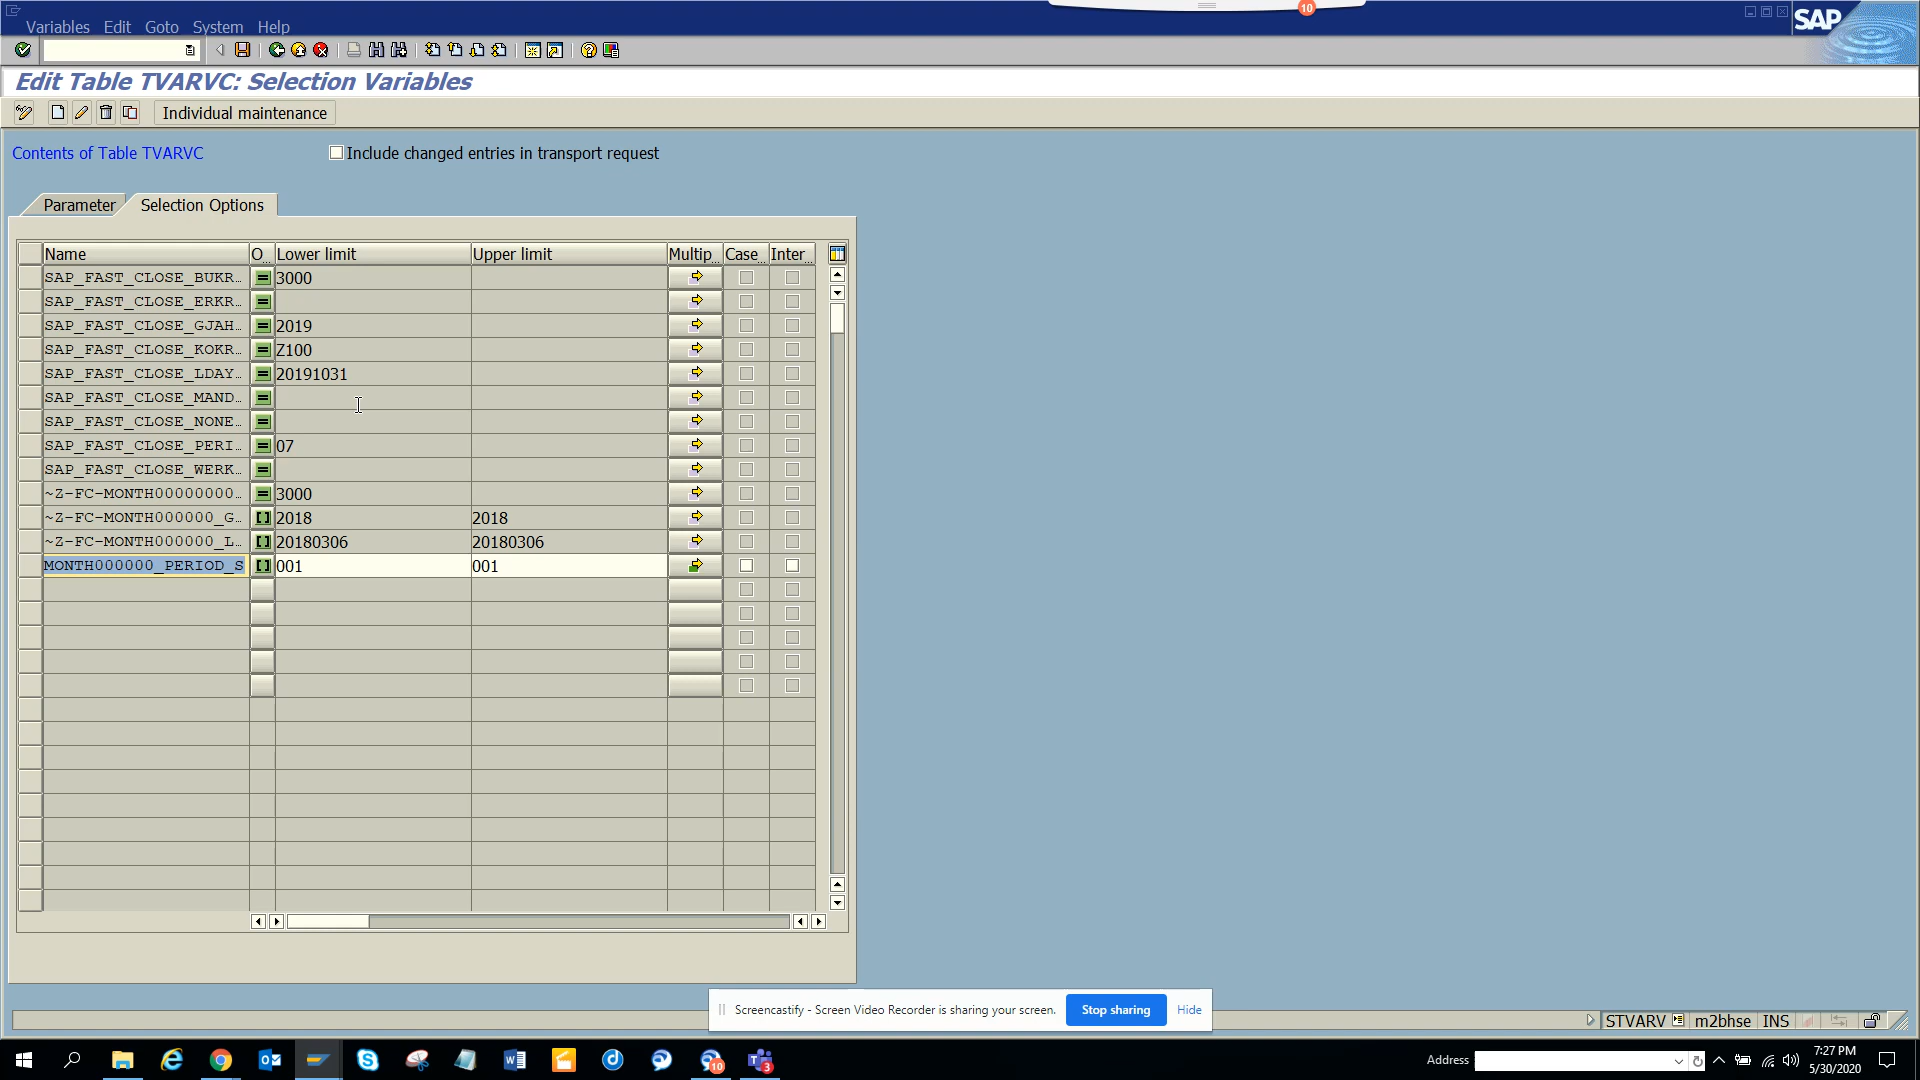 10
SAP
Variables Edit Goto System Help
Edit Table TVARVC: Selection Variables
Individual maintenance
Contents of Table TVARVC
Include changed entries in transport request
Parameter
Selection Options
Name O.. Lower limit Upper limit Multip.. Case.. Inter..
SAP_FAST_CLOSE_BUKR… 3000
SAP_FAST_CLOSE_ERKR…
SAP_FAST_CLOSE_GJAH… 2019
SAP_FAST_CLOSE_KOKR… Z100
SAP_FAST_CLOSE_LDAY… 20191031
SAP_FAST_CLOSE_MAND…
SAP_FAST_CLOSE_NONE…
SAP_FAST_CLOSE_PERI… 07
SAP_FAST_CLOSE_WERK…
~Z-FC-MONTH00000000… 3000
~Z-FC-MONTH000000_G… 2018 2018
~Z-FC-MONTH000000_L… 20180306 20180306
MONTH000000_PERIOD_S 001 001
Screencastify - Screen Video Recorder is sharing your screen. Stop sharing Hide
STVARV m2bhse INS
Address
7:27 PM
5/30/2020
10
3